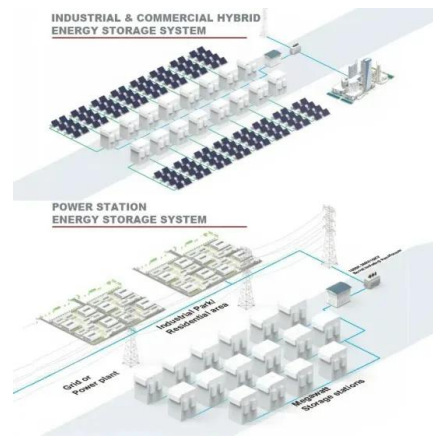 INDUSTRIAL & COMMERCIAL HYBRID
ENERGY STORAGE SYSTEM
POWER STATION
ENERGY STORAGE SYSTEM
Industrial Park/
Residential area
Grid or
Power plant
Megawatt
Storage stations